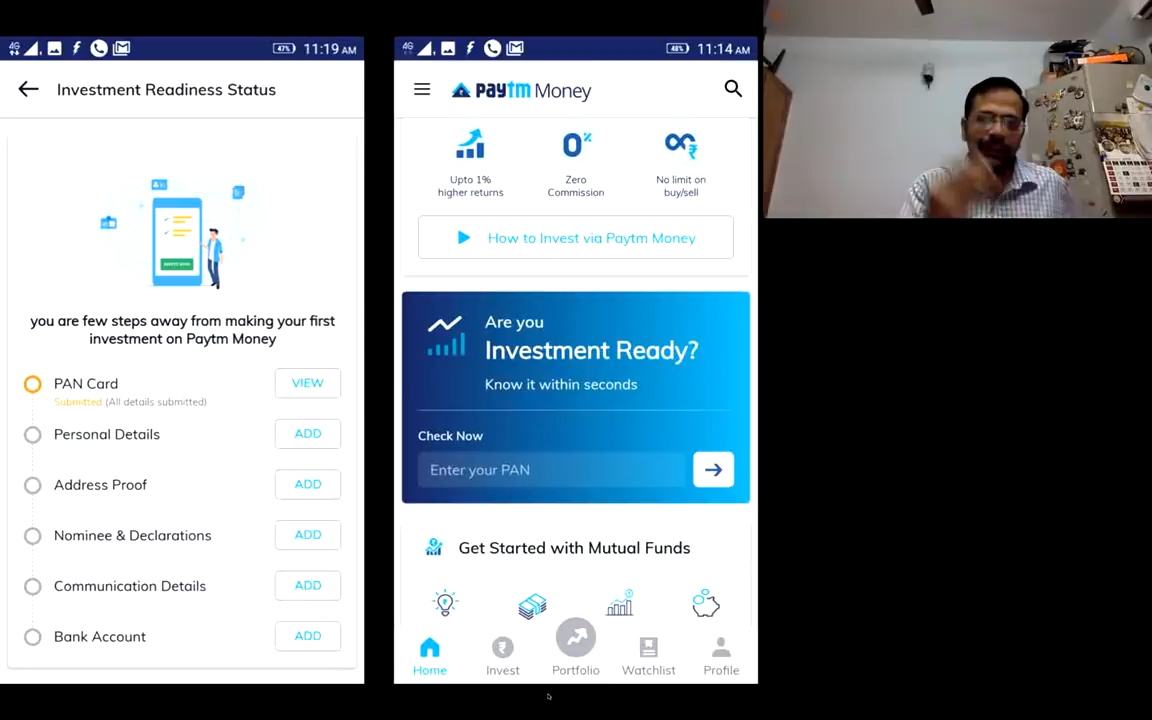 4G 47% 11:19 AM
Investment Readiness Status
you are few steps away from making your first
investment on Paytm Money
PAN Card VIEW
Submitted (All details submitted)
Personal Details ADD
Address Proof ADD
Nominee & Declarations ADD
Communication Details ADD
Bank Account ADD
4G 48% 11:14 AM
paytm Money
0%
Upto 1%
higher returns
Zero
Commission
No limit on
buy/sell
How to Invest via Paytm Money
Are you
Investment Ready?
Know it within seconds
Check Now
Enter your PAN
Get Started with Mutual Funds
Home Invest Portfolio Watchlist Profile